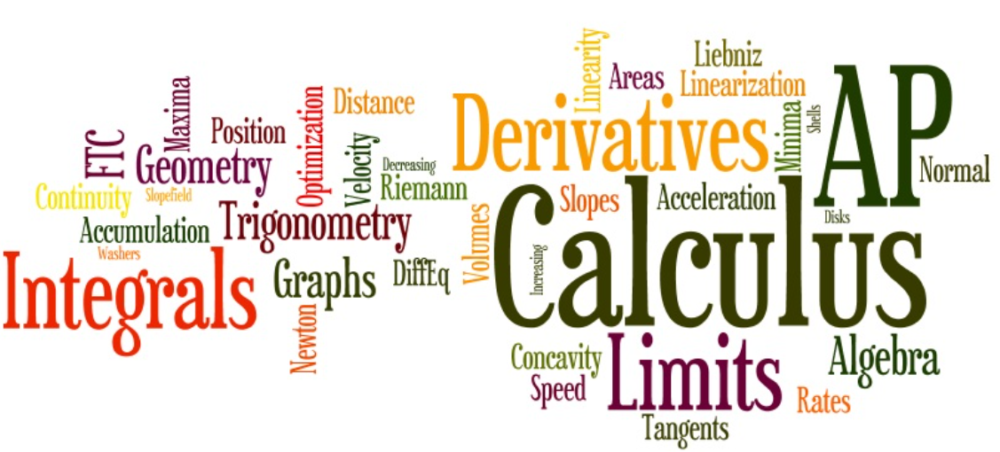 Liebniz
Linearity
Areas
Linearization
AP
Maxima
Optimization
Distance
Derivatives
Minima
Shells
FTC
Position
Geometry
Velocity
Decreasing
Riemann
Normal
Continuity
Slopefield
Slopes
Acceleration
Disks
Accumulation
Trigonometry
Volumes
Calculus
Washers
Increasing
Integrals
Graphs
DiffEq
Newton
Concavity
Limits
Algebra
Speed
Rates
Tangents